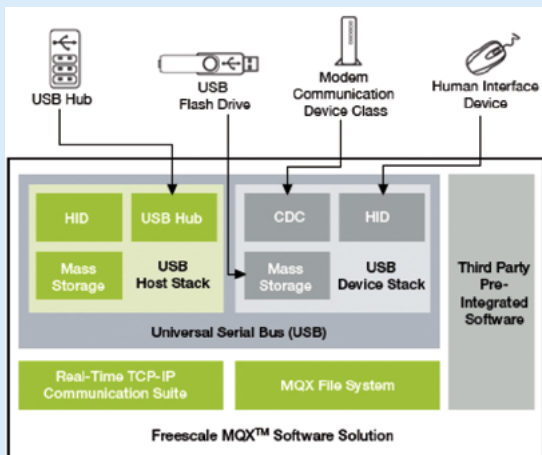 USB Hub
USB
Flash Drive
Modem
Communication
Device Class
Human Interface
Device
HID
USB Hub
Mass
Storage
USB
Host Stack
CDC
HID
Mass
Storage
USB
Device Stack
Universal Serial Bus (USB)
Third Party
Pre-
Integrated
Software
Real-Time TCP-IP
Communication Suite
MQX File System
Freescale MQX™ Software Solution